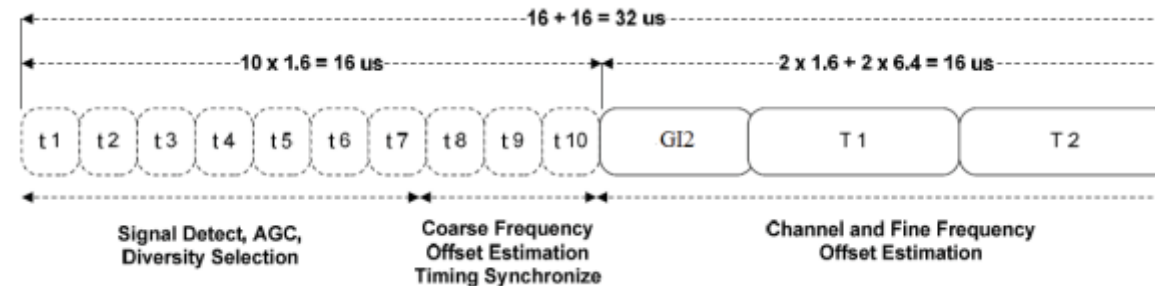 16 + 16 = 32 us
10 x 1.6 = 16 us
2 x 1.6 + 2 x 6.4 = 16 us
t 1 t 2 t 3 t 4 t 5 t 6 t 7 t 8 t 9 t 10 GI2 T 1 T 2
Signal Detect, AGC,
Diversity Selection
Coarse Frequency
Offset Estimation
Timing Synchronize
Channel and Fine Frequency
Offset Estimation